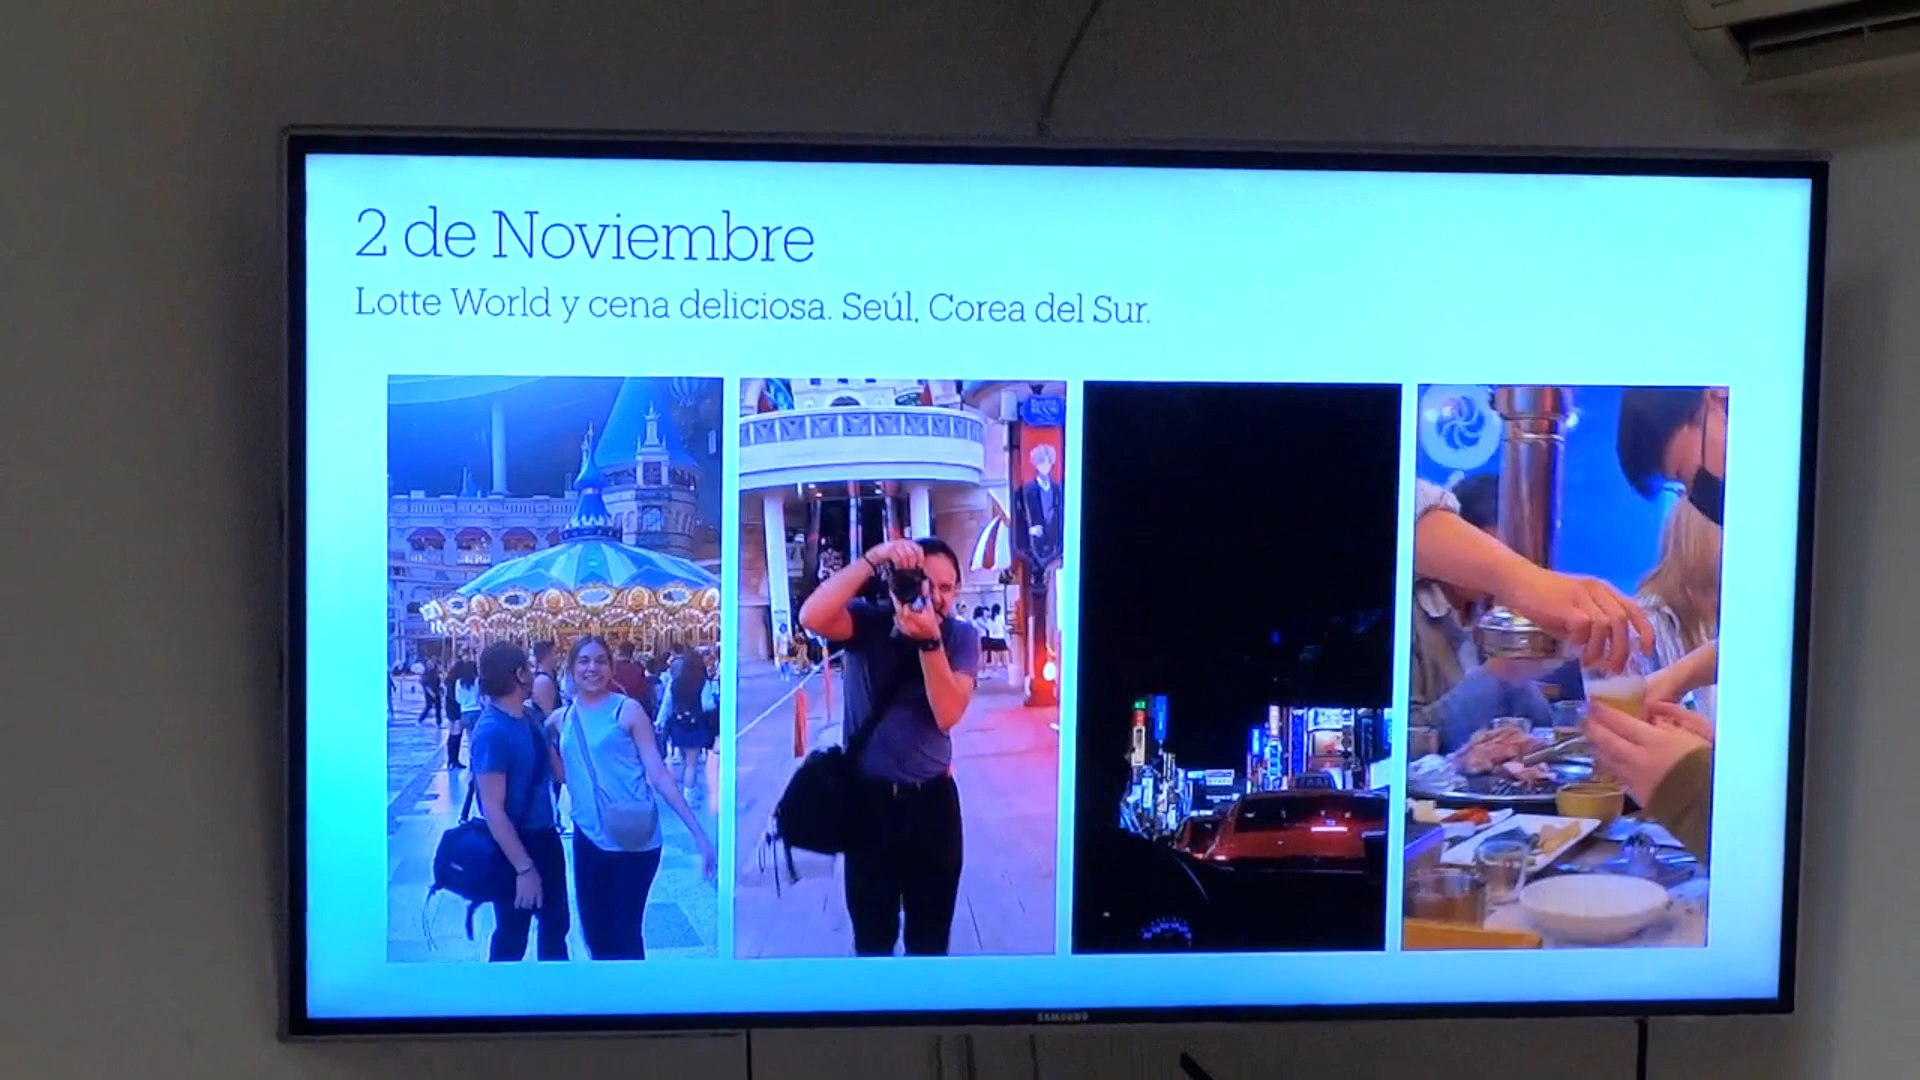 2 de Noviembre
Lotte World y cena deliciosa. Seúl, Corea del Sur.
SAMSUNG